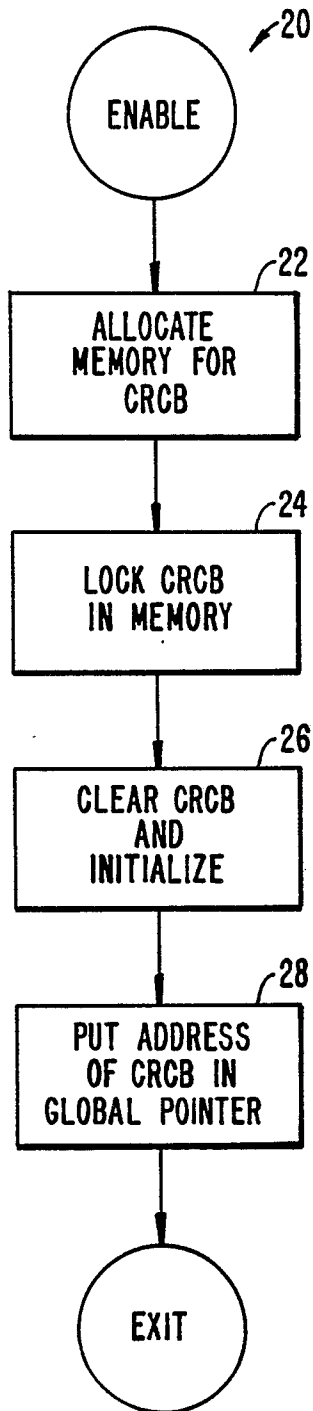 20
ENABLE
22
ALLOCATE
MEMORY FOR
CRCB
24
LOCK CRCB
IN MEMORY
26
CLEAR CRCB
AND
INITIALIZE
28
PUT ADDRESS
OF CRCB IN
GLOBAL POINTER
EXIT